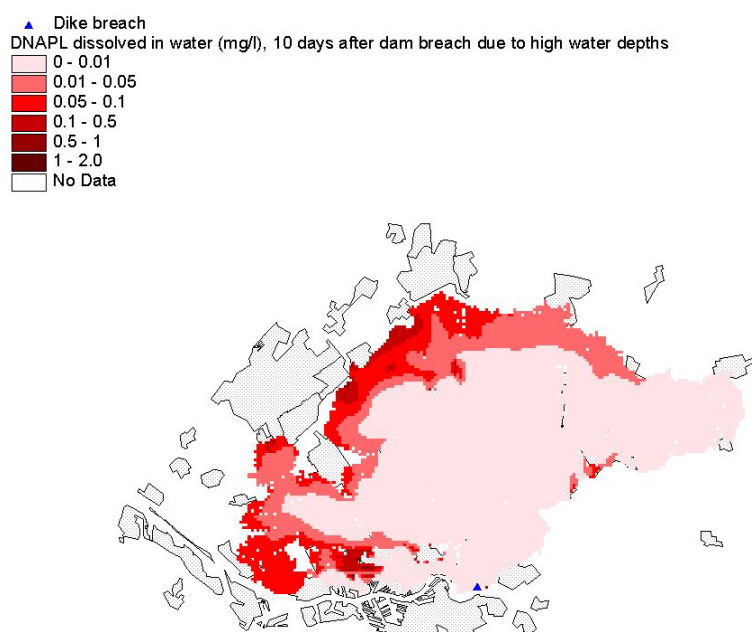 Dike breach
DNAPL dissolved in water (mg/l), 10 days after dam breach due to high water depths
0 - 0.01
0.01 - 0.05
0.05 - 0.1
0.1 - 0.5
0.5 - 1
1 - 2.0
No Data